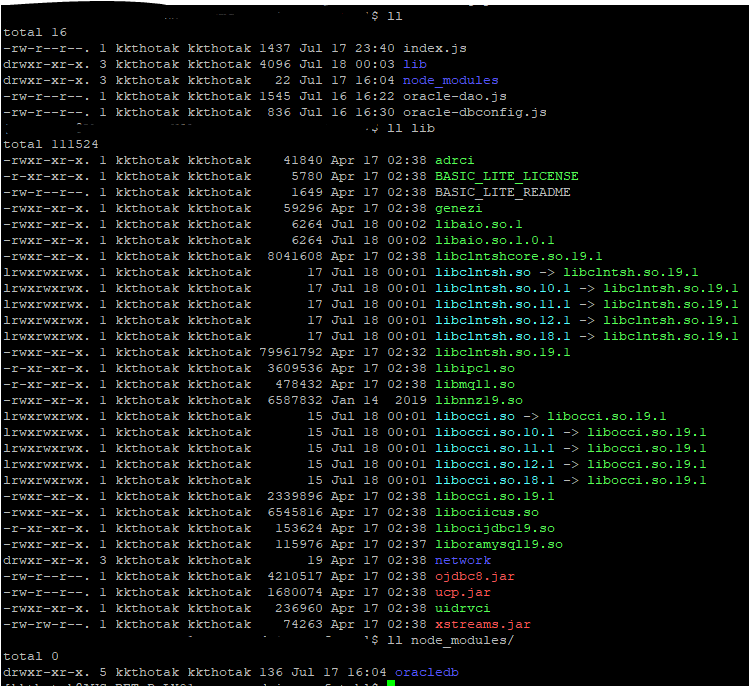 $ ll
total 16
-rw-r--r--. 1 kkthotak kkthotak 1437 Jul 17 23:40 index.js
drwxr-xr-x. 3 kkthotak kkthotak 4096 Jul 18 00:03 lib
drwxr-xr-x. 3 kkthotak kkthotak   22 Jul 17 16:04 node_modules
-rw-r--r--. 1 kkthotak kkthotak 1545 Jul 16 16:22 oracle-dao.js
-rw-r--r--. 1 kkthotak kkthotak  836 Jul 16 16:30 oracle-dbconfig.js
$ ll lib
total 111524
-rwxr-xr-x. 1 kkthotak kkthotak    41840 Apr 17 02:38 adrci
-r-xr-xr-x. 1 kkthotak kkthotak     5780 Apr 17 02:38 BASIC_LITE_LICENSE
-rw-r--r--. 1 kkthotak kkthotak     1649 Apr 17 02:38 BASIC_LITE_README
-rwxr-xr-x. 1 kkthotak kkthotak    59296 Apr 17 02:38 genezi
-rwxr-xr-x. 1 kkthotak kkthotak     6264 Jul 18 00:02 libaio.so.1
-rwxr-xr-x. 1 kkthotak kkthotak     6264 Jul 18 00:02 libaio.so.1.0.1
-rwxr-xr-x. 1 kkthotak kkthotak  8041608 Apr 17 02:38 libclntshcore.so.19.1
lrwxrwxrwx. 1 kkthotak kkthotak       17 Jul 18 00:01 libclntsh.so -> libclntsh.so.19.1
lrwxrwxrwx. 1 kkthotak kkthotak       17 Jul 18 00:01 libclntsh.so.10.1 -> libclntsh.so.19.1
lrwxrwxrwx. 1 kkthotak kkthotak       17 Jul 18 00:01 libclntsh.so.11.1 -> libclntsh.so.19.1
lrwxrwxrwx. 1 kkthotak kkthotak       17 Jul 18 00:01 libclntsh.so.12.1 -> libclntsh.so.19.1
lrwxrwxrwx. 1 kkthotak kkthotak       17 Jul 18 00:01 libclntsh.so.18.1 -> libclntsh.so.19.1
-rwxr-xr-x. 1 kkthotak kkthotak 79961792 Apr 17 02:32 libclntsh.so.19.1
-r-xr-xr-x. 1 kkthotak kkthotak  3609536 Apr 17 02:38 libipc1.so
-r-xr-xr-x. 1 kkthotak kkthotak   478432 Apr 17 02:38 libmql1.so
-rwxr-xr-x. 1 kkthotak kkthotak  6587832 Jan 14  2019 libnnz19.so
lrwxrwxrwx. 1 kkthotak kkthotak       15 Jul 18 00:01 libocci.so -> libocci.so.19.1
lrwxrwxrwx. 1 kkthotak kkthotak       15 Jul 18 00:01 libocci.so.10.1 -> libocci.so.19.1
lrwxrwxrwx. 1 kkthotak kkthotak       15 Jul 18 00:01 libocci.so.11.1 -> libocci.so.19.1
lrwxrwxrwx. 1 kkthotak kkthotak       15 Jul 18 00:01 libocci.so.12.1 -> libocci.so.19.1
lrwxrwxrwx. 1 kkthotak kkthotak       15 Jul 18 00:01 libocci.so.18.1 -> libocci.so.19.1
-rwxr-xr-x. 1 kkthotak kkthotak  2339896 Apr 17 02:38 libocci.so.19.1
-rwxr-xr-x. 1 kkthotak kkthotak  6545816 Apr 17 02:38 libociicus.so
-r-xr-xr-x. 1 kkthotak kkthotak   153624 Apr 17 02:38 libocijdbc19.so
-rwxr-xr-x. 1 kkthotak kkthotak   115976 Apr 17 02:37 liboramysql19.so
drwxr-xr-x. 3 kkthotak kkthotak       19 Apr 17 02:38 network
-rw-r--r--. 1 kkthotak kkthotak  4210517 Apr 17 02:38 ojdbc8.jar
-rw-r--r--. 1 kkthotak kkthotak  1680074 Apr 17 02:38 ucp.jar
-rwxr-xr-x. 1 kkthotak kkthotak   236960 Apr 17 02:38 uidrvci
-rw-rw-r--. 1 kkthotak kkthotak    74263 Apr 17 02:38 xstreams.jar
$ ll node_modules/
total 0
drwxr-xr-x. 5 kkthotak kkthotak 136 Jul 17 16:04 oracledb